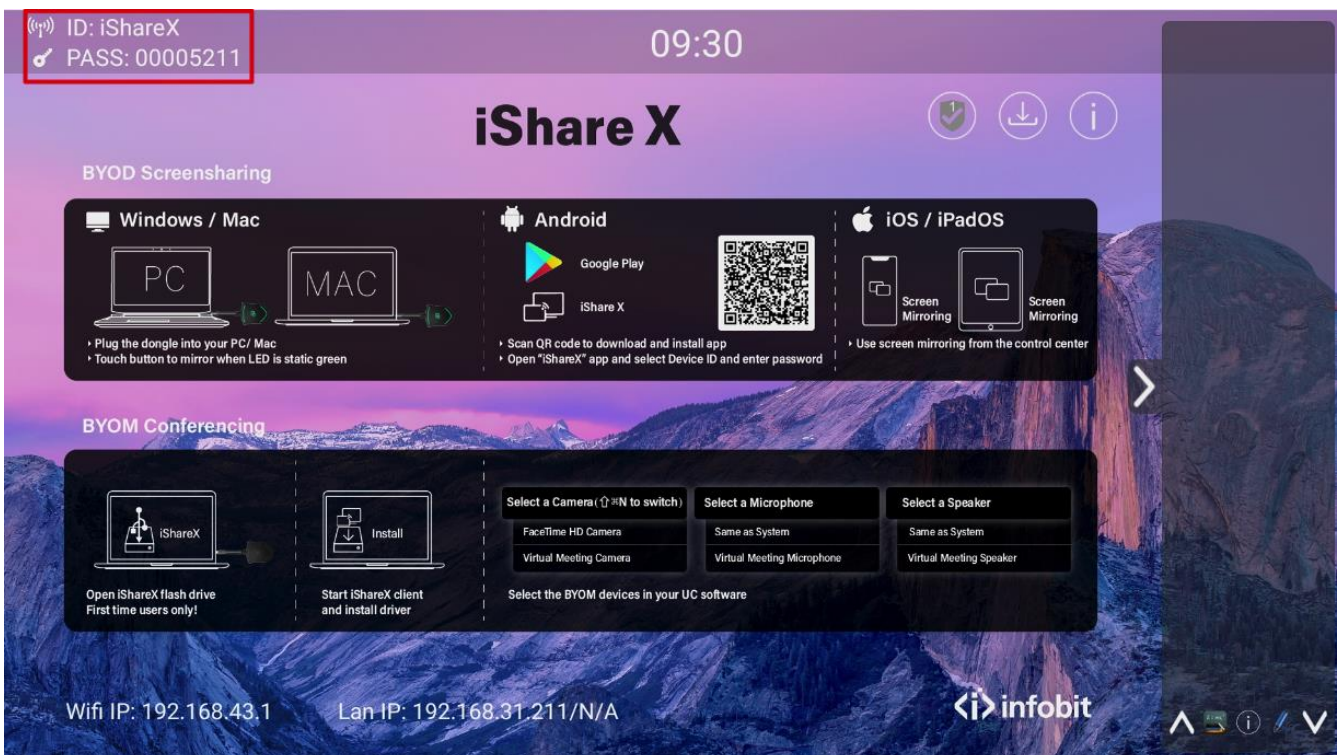 ID: iShareX
PASS: 00005211
09:30
iShare X
1
i
BYOD Screensharing
Windows / Mac
PC
MAC
‣ Plug the dongle into your PC/ Mac
‣ Touch button to mirror when LED is static green
Android
Google Play
iShare X
‣ Scan QR code to download and install app
‣ Open “iShareX” app and select Device ID and enter password
iOS / iPadOS
Screen
Mirroring
Screen
Mirroring
‣ Use screen mirroring from the control center
BYOM Conferencing
iShareX
Open iShareX flash drive
First time users only!
Install
Start iShareX client
and install driver
Select a Camera(⇧⌘N to switch)
FaceTime HD Camera
Virtual Meeting Camera
Select a Microphone
Same as System
Virtual Meeting Microphone
Select a Speaker
Same as System
Virtual Meeting Speaker
Select the BYOM devices in your UC software
Wifi IP: 192.168.43.1
Lan IP: 192.168.31.211/N/A
<i>infobit